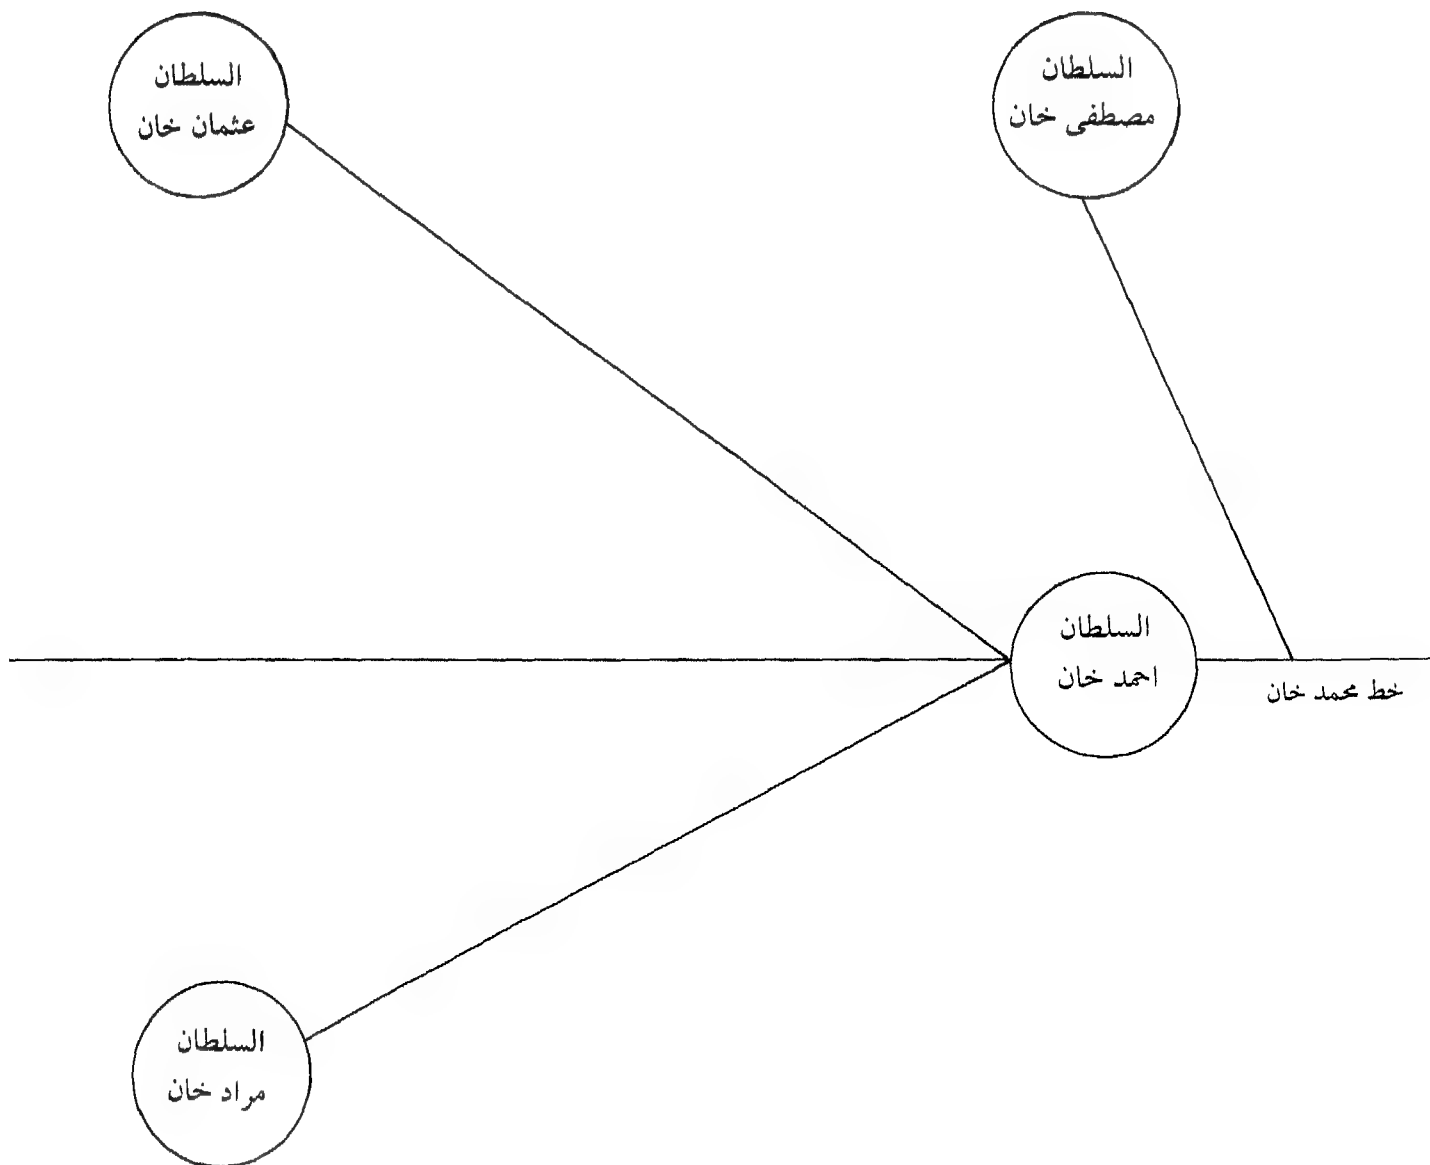 السلطان
مصطفى خان
السلطان
عثمان خان
السلطان
احمد خان
خط محمد خان
السلطان
مراد خان